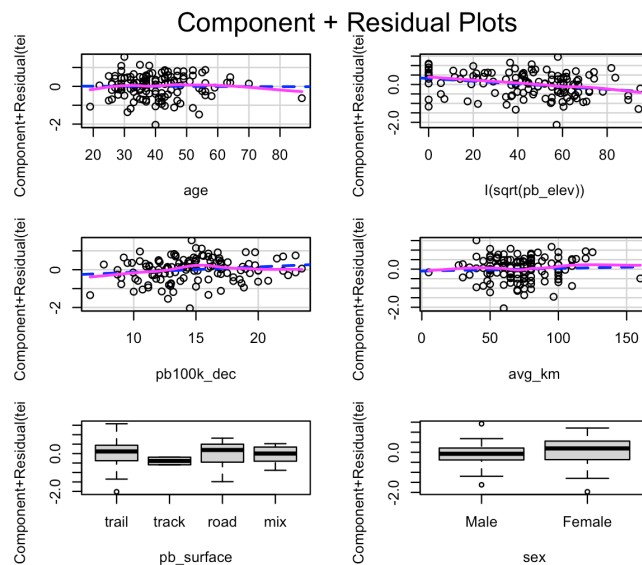 Component + Residual Plots
Component+Residual(tei
0
-2
20 30 40 50 60 70 80
age
Component+Residual(tei
0.0
-2.0
0 20 40 60 80
I(sqrt(pb_elev))
Component+Residual(tei
0
-2
10 15 20
pb100k_dec
Component+Residual(tei
0.0
-2.0
0 50 100 150
avg_km
Component+Residual(tei
0.0
-2.0
trail track road mix
pb_surface
Component+Residual(tei
0.0
-2.0
Male Female
sex